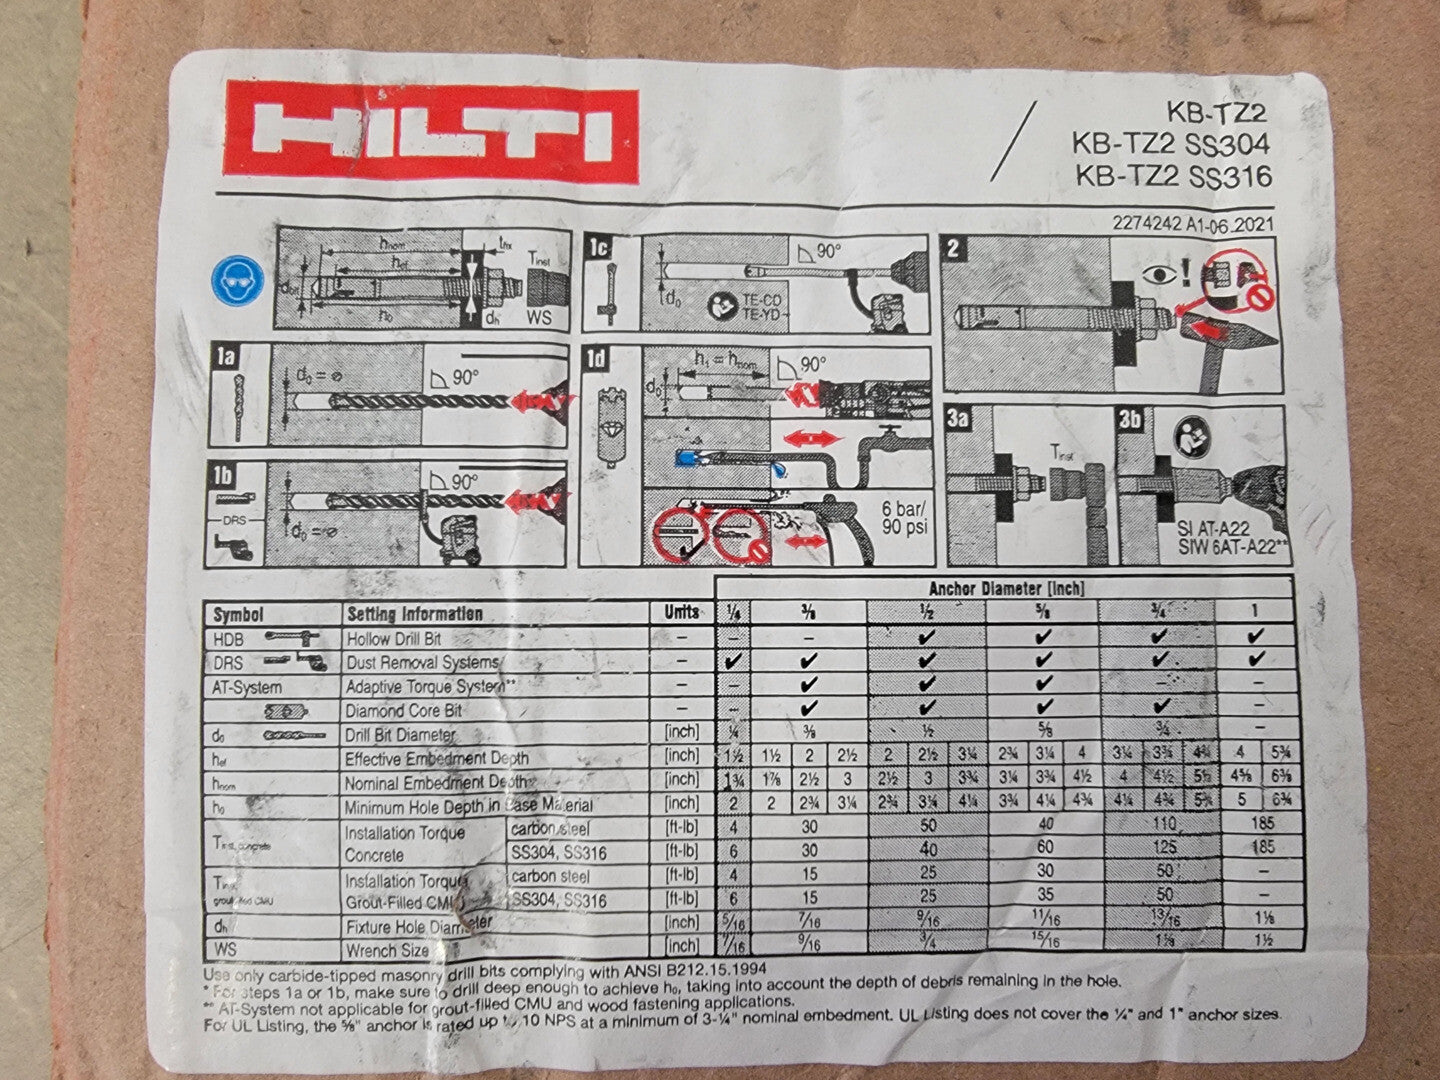 HILTI
KB-TZ2
KB-TZ2 SS304
KB-TZ2 SS316
2274242 A1-06.2021
hnom tfix
hef Tinst
h0 dh WS
1a
d0 = ⌀ 90°
1b
DRS
90°
d0 = ⌀
1c
90°
d0
TE-CD
TE-YD
1d
h1 = hnom 90°
d0
6 bar/
90 psi
2
!
3a
Tinst
3b
SI AT-A22
SIW 6AT-A22**
Anchor Diameter [inch]
Symbol Setting Information Units ¼ ⅜ ½ ⅝ ¾ 1
HDB Hollow Drill Bit – – – ✔ ✔ ✔ ✔
DRS Dust Removal Systems – ✔ ✔ ✔ ✔ ✔ ✔
AT-System Adaptive Torque System** – – ✔ ✔ ✔ – –
Diamond Core Bit – – ✔ ✔ ✔ ✔ –
d0 Drill Bit Diameter [inch] ¼ ⅜ ½ ⅝ ¾ –
hef Effective Embedment Depth [inch] 1½ 1½ 2 2½ 2 2½ 3¼ 2¾ 3¼ 4 3¼ 3¾ 4¾ 4 5¾
hnom Nominal Embedment Depth [inch] 1¾ 1⅞ 2½ 3 2½ 3 3¾ 3¼ 3¾ 4½ 4 4½ 5½ 4⅝ 6⅜
h0 Minimum Hole Depth in Base Material [inch] 2 2 2¾ 3¼ 2¾ 3¼ 4¼ 3¾ 4¼ 4¾ 4¼ 4¾ 5¾ 5 6¾
Tinst, concrete Installation Torque Concrete carbon steel [ft-lb] 4 30 50 40 110 185
SS304, SS316 [ft-lb] 6 30 40 60 125 185
Tinst grout-filled CMU Installation Torque Grout-Filled CMU carbon steel [ft-lb] 4 15 25 30 50 –
SS304, SS316 [ft-lb] 6 15 25 35 50 –
dh Fixture Hole Diameter [inch] 5/16 7/16 9/16 11/16 13/16 1⅛
WS Wrench Size [inch] 7/16 9/16 3/4 15/16 1⅛ 1½
Use only carbide-tipped masonry drill bits complying with ANSI B212.15.1994
* For steps 1a or 1b, make sure to drill deep enough to achieve h0, taking into account the depth of debris remaining in the hole.
** AT-System not applicable for grout-filled CMU and wood fastening applications.
For UL Listing, the ⅝" anchor is rated up to 10 NPS at a minimum of 3-¼" nominal embedment. UL Listing does not cover the ¼" and 1" anchor sizes.